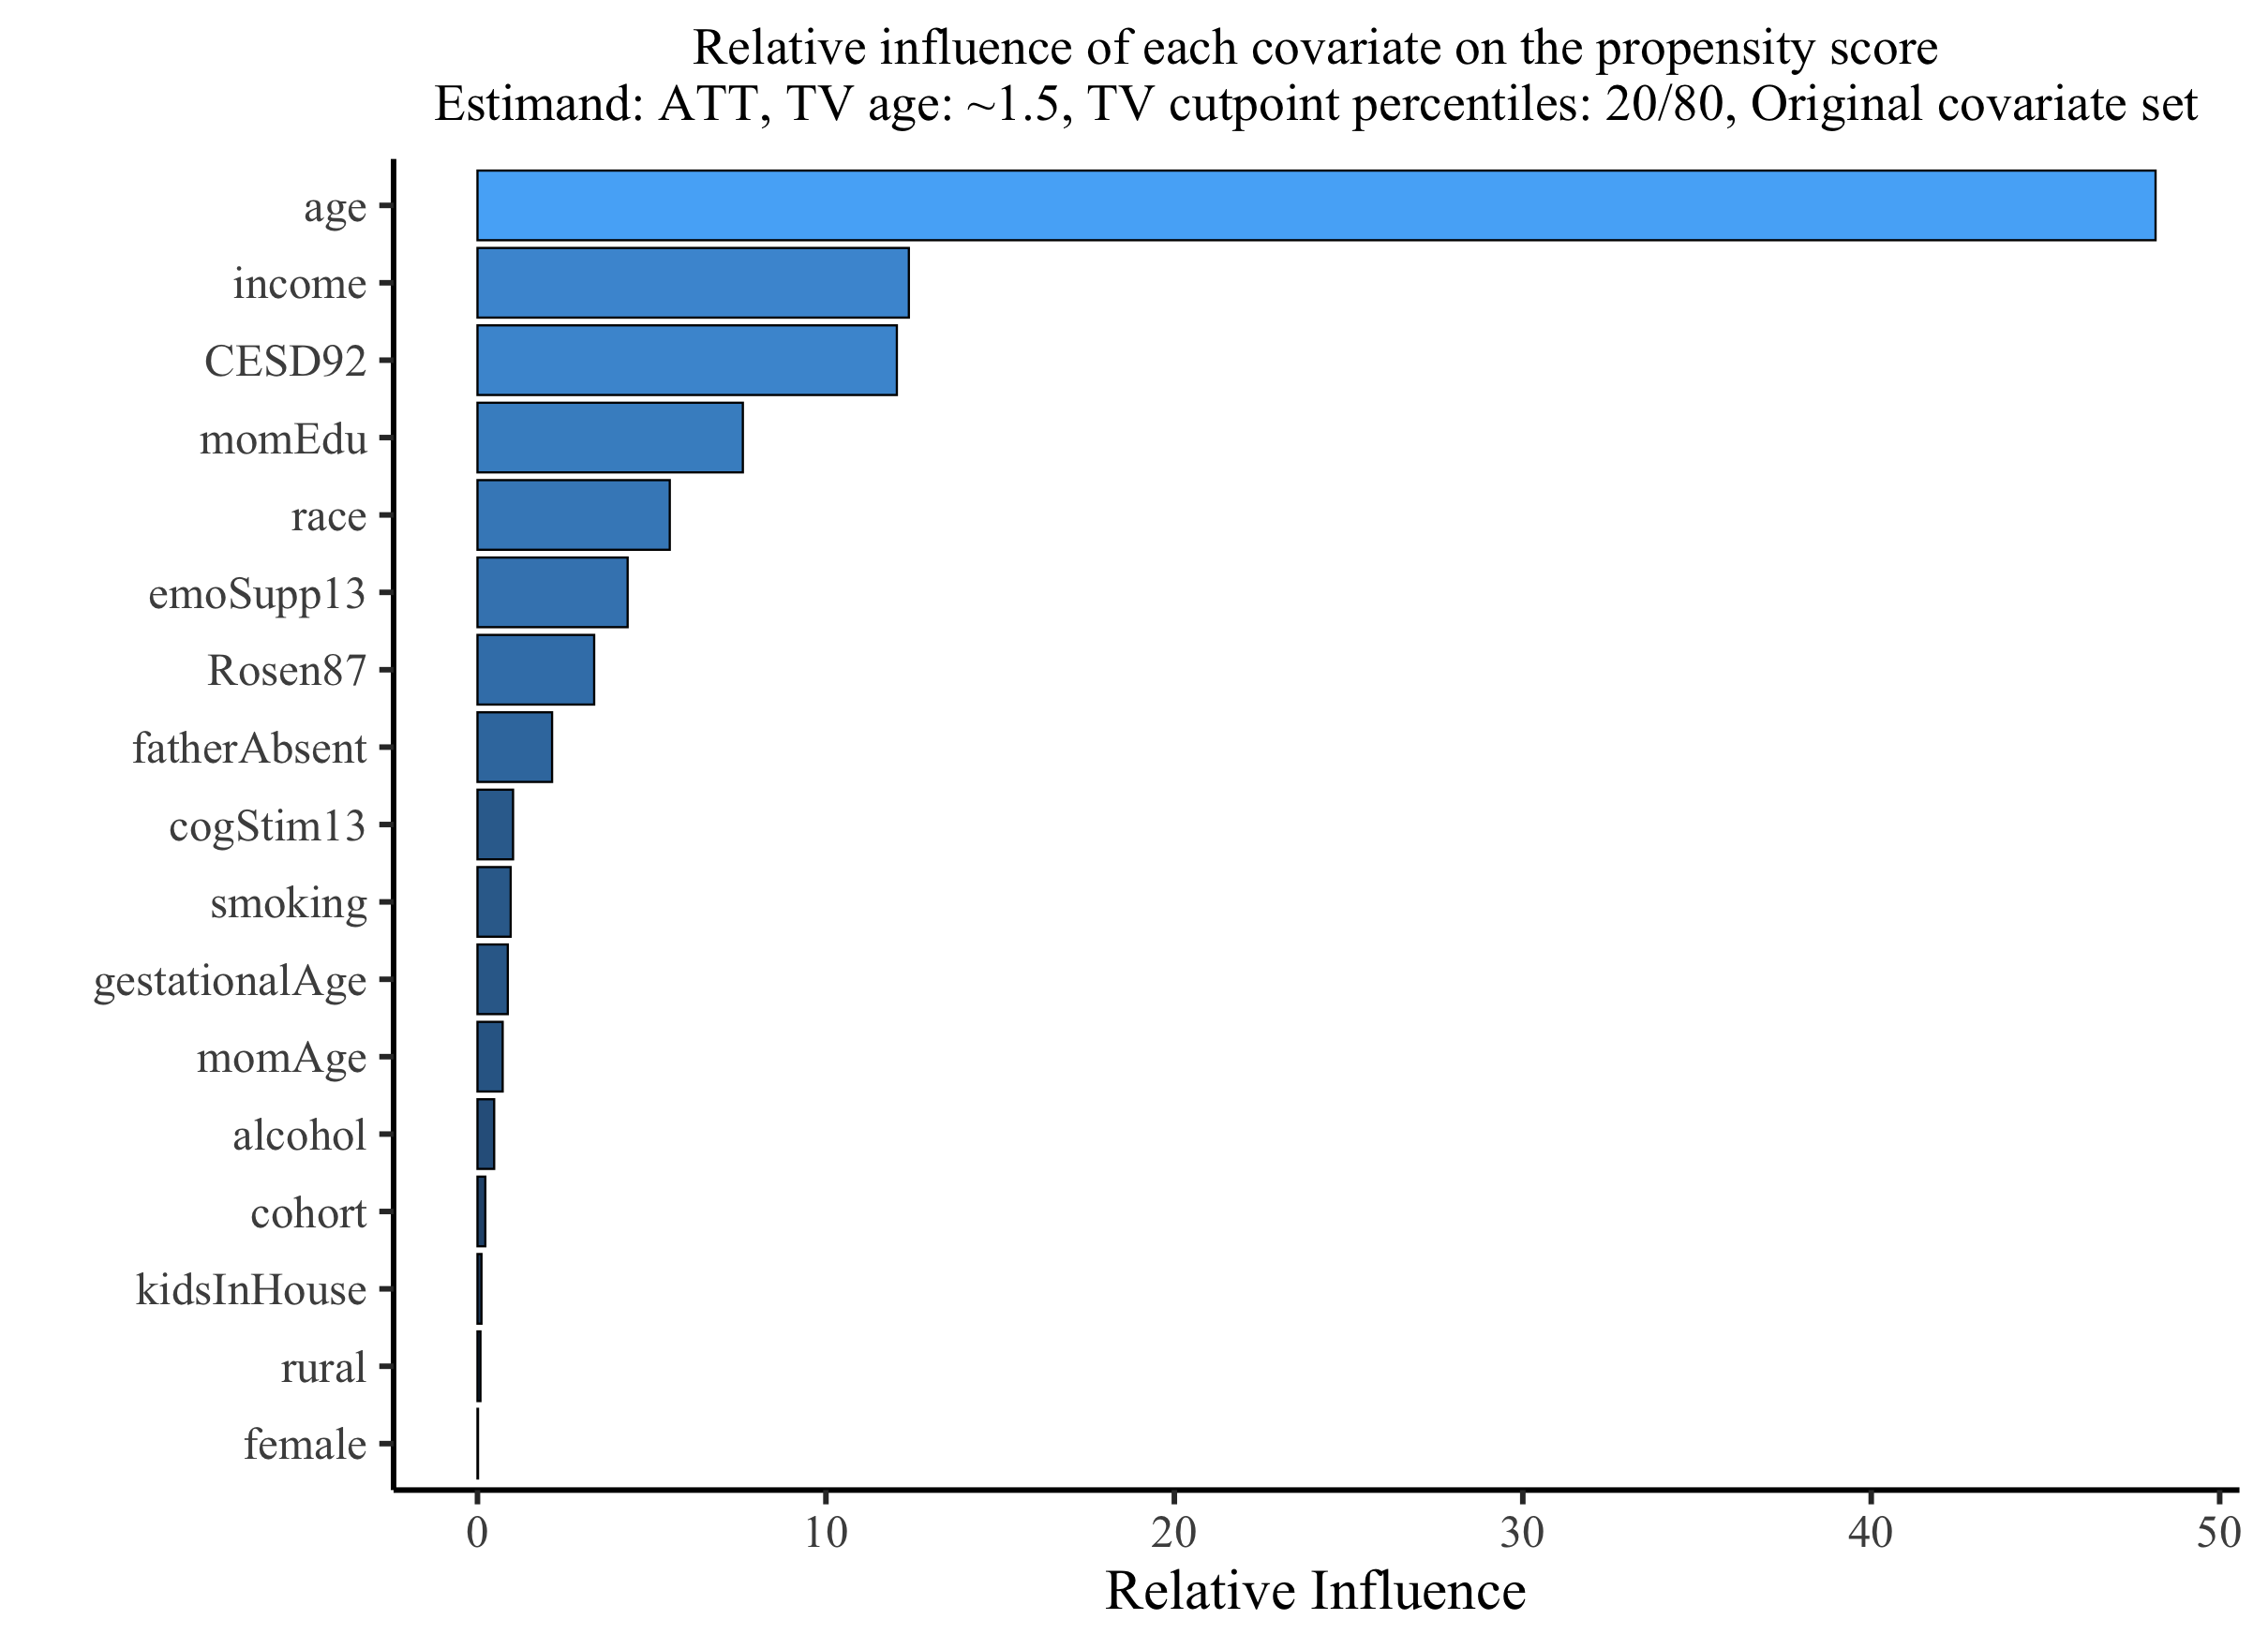 Relative influence of each covariate on the propensity score
Estimand: ATT, TV age: ~1.5, TV cutpoint percentiles: 20/80, Original covariate set
age
income
CESD92
momEdu
race
emoSupp13
Rosen87
fatherAbsent
cogStim13
smoking
gestationalAge
momAge
alcohol
cohort
kidsInHouse
rural
female
0 10 20 30 40 50
Relative Influence